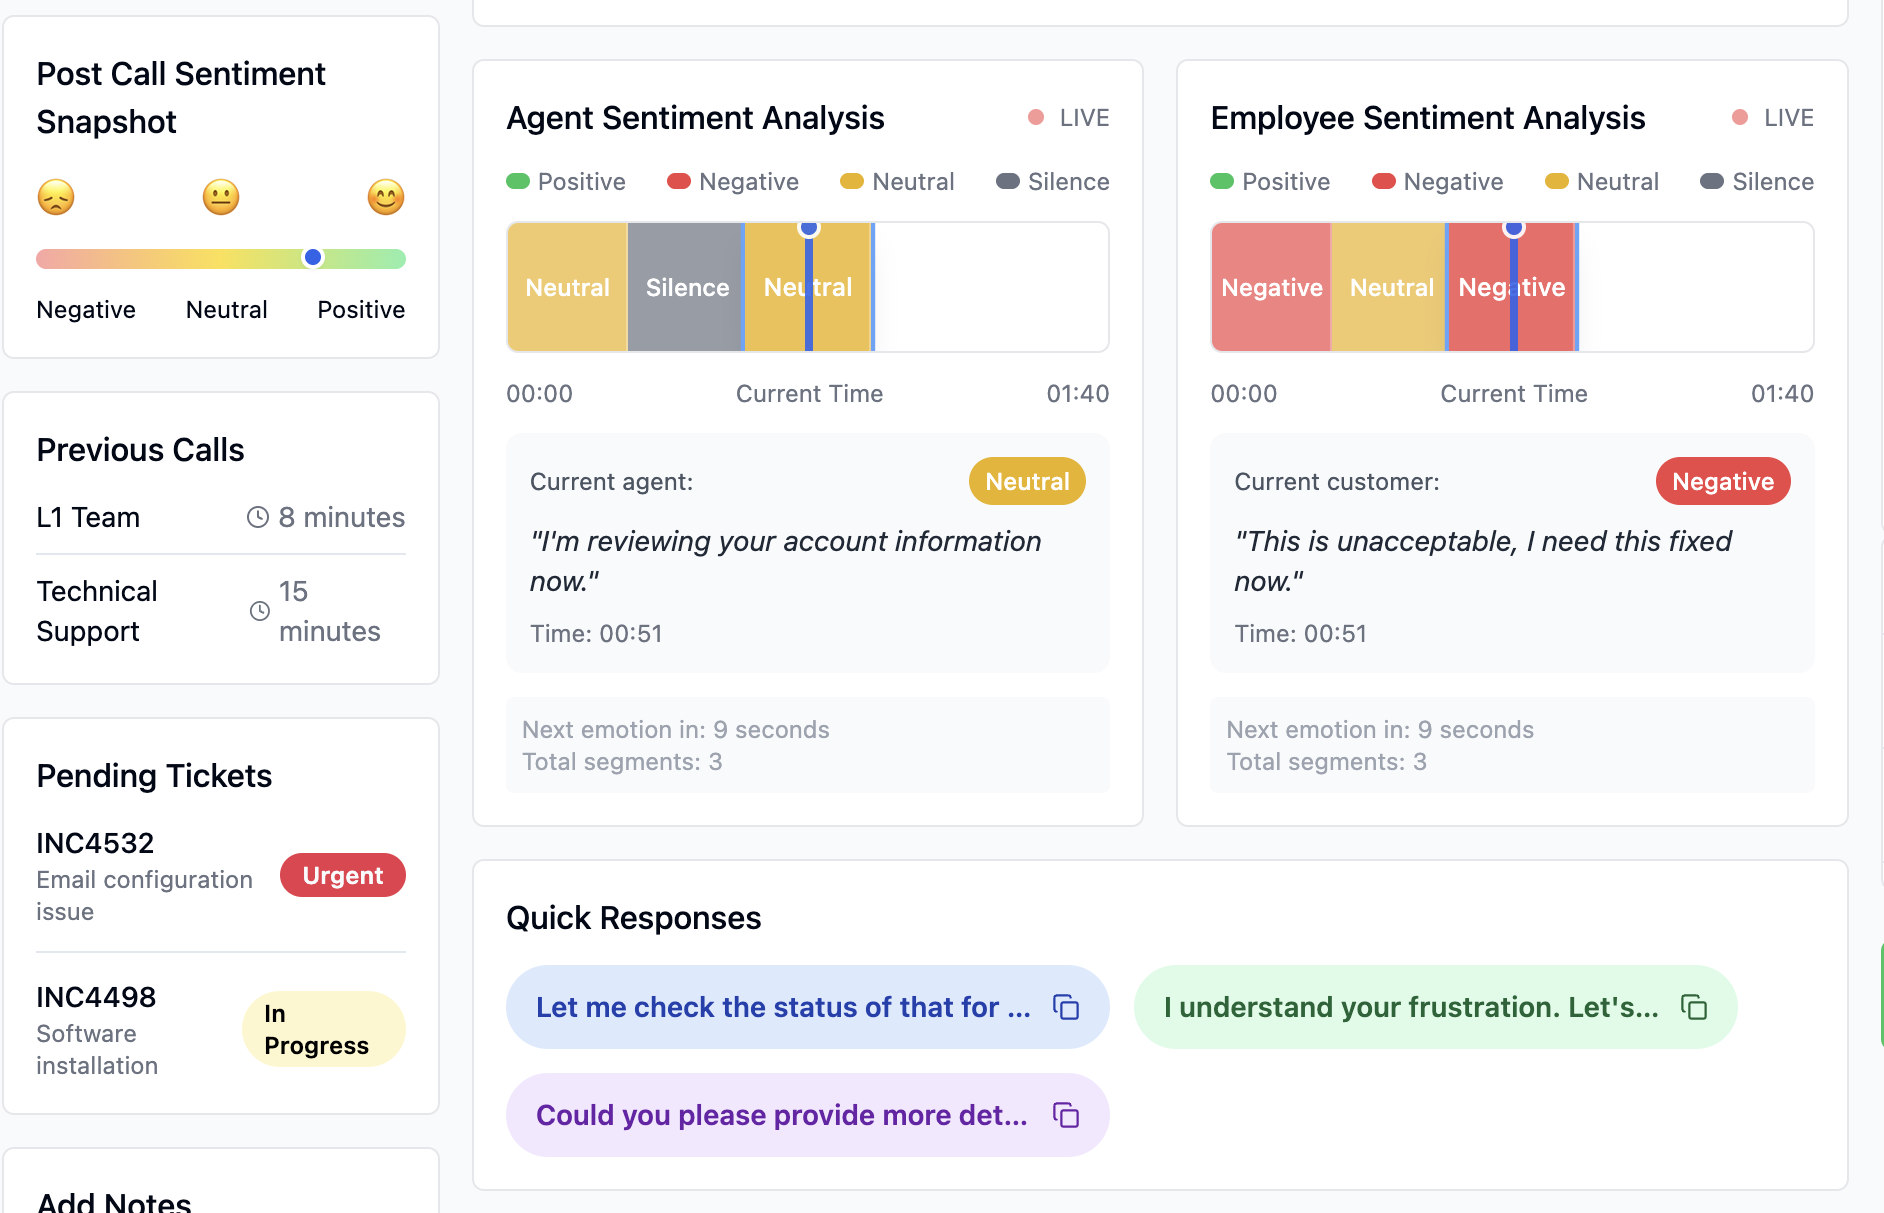 Post Call Sentiment
Snapshot
Negative
Neutral
Positive
Previous Calls
L1 Team
8 minutes
Technical
Support
15
minutes
Pending Tickets
INC4532
Email configuration
issue
Urgent
INC4498
Software
installation
In
Progress
Add Notes
Agent Sentiment Analysis
LIVE
Positive
Negative
Neutral
Silence
Neutral
Silence
Neutral
00:00
Current Time
01:40
Current agent:
Neutral
"I'm reviewing your account information
now."
Time: 00:51
Next emotion in: 9 seconds
Total segments: 3
Employee Sentiment Analysis
LIVE
Positive
Negative
Neutral
Silence
Negative
Neutral
Negative
00:00
Current Time
01:40
Current customer:
Negative
"This is unacceptable, I need this fixed
now."
Time: 00:51
Next emotion in: 9 seconds
Total segments: 3
Quick Responses
Let me check the status of that for ...
I understand your frustration. Let's...
Could you please provide more det...